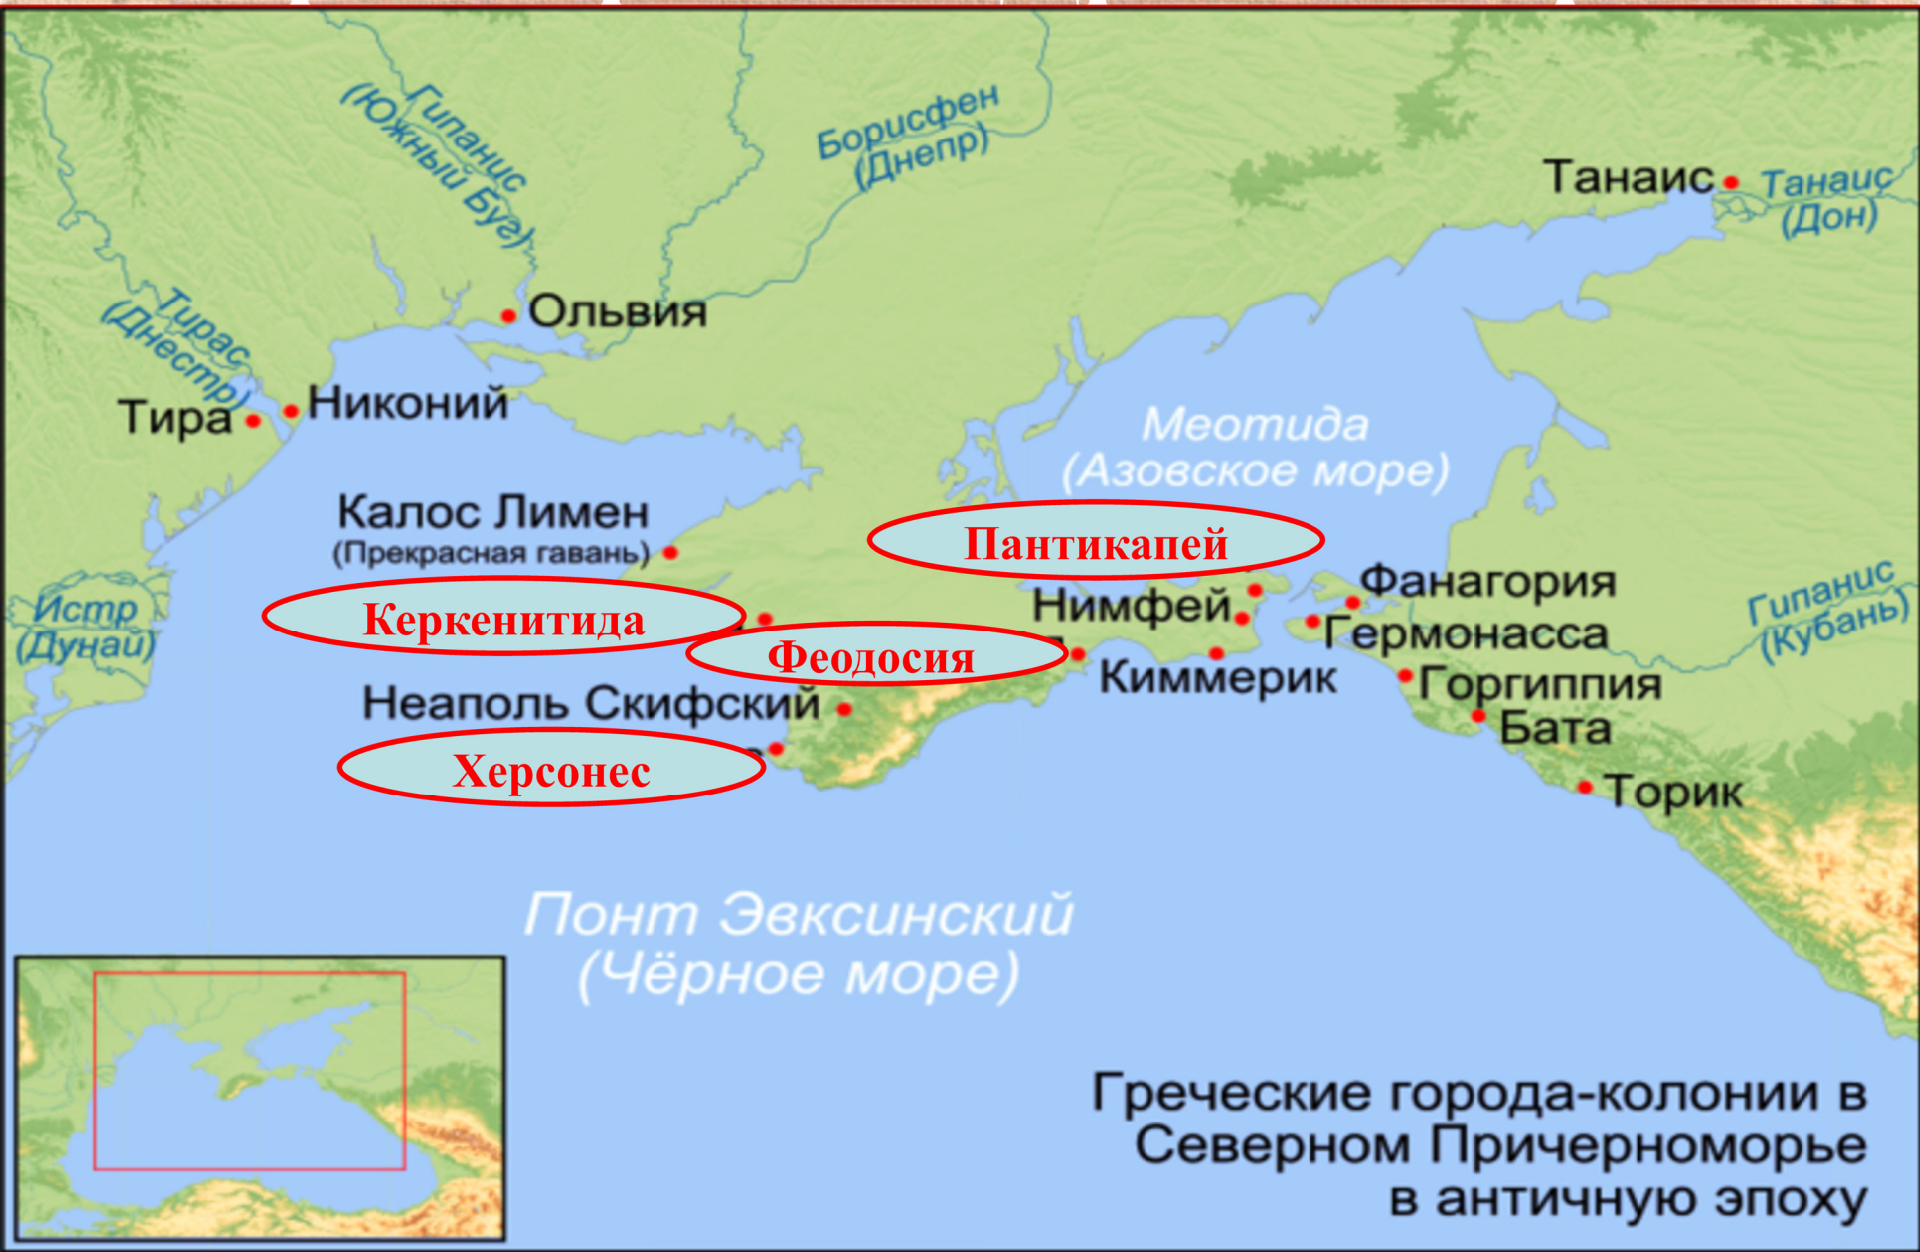 Гипанис
(Южный Буг)
Борисфен
(Днепр)
Танаис
Танаис
(Дон)
Ольвия
Тирас
(Днестр)
Никоний
Тира
Меотида
(Азовское море)
Калос Лимен
(Прекрасная гавань)
Пантикапей
Фанагория
Гипанис
(Кубань)
Истр
(Дунай)
Керкенитида
Нимфей
Гермонасса
Феодосия
Киммерик
Горгиппия
Неаполь Скифский
Бата
Херсонес
Торик
Понт Эвксинский
(Чёрное море)
Греческие города-колонии в
Северном Причерноморье
в античную эпоху